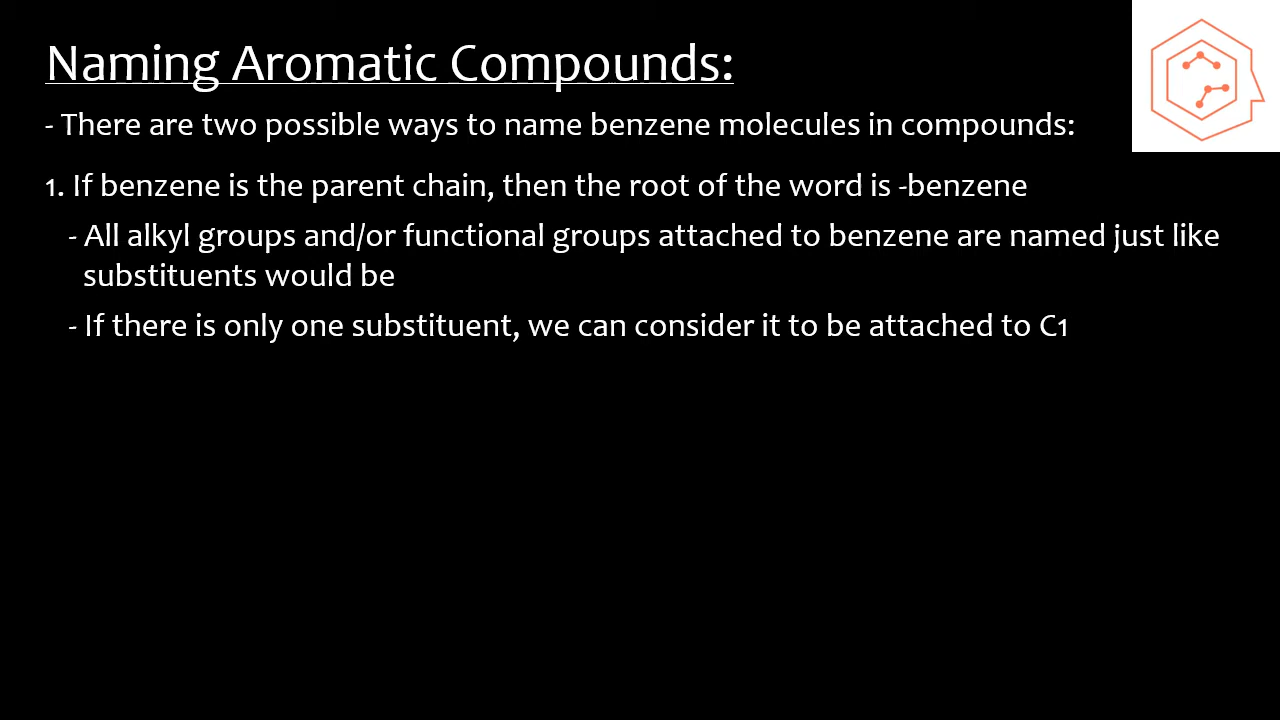 Naming Aromatic Compounds:
- There are two possible ways to name benzene molecules in compounds:
1. If benzene is the parent chain, then the root of the word is -benzene
- All alkyl groups and/or functional groups attached to benzene are named just like
substituents would be
- If there is only one substituent, we can consider it to be attached to C1